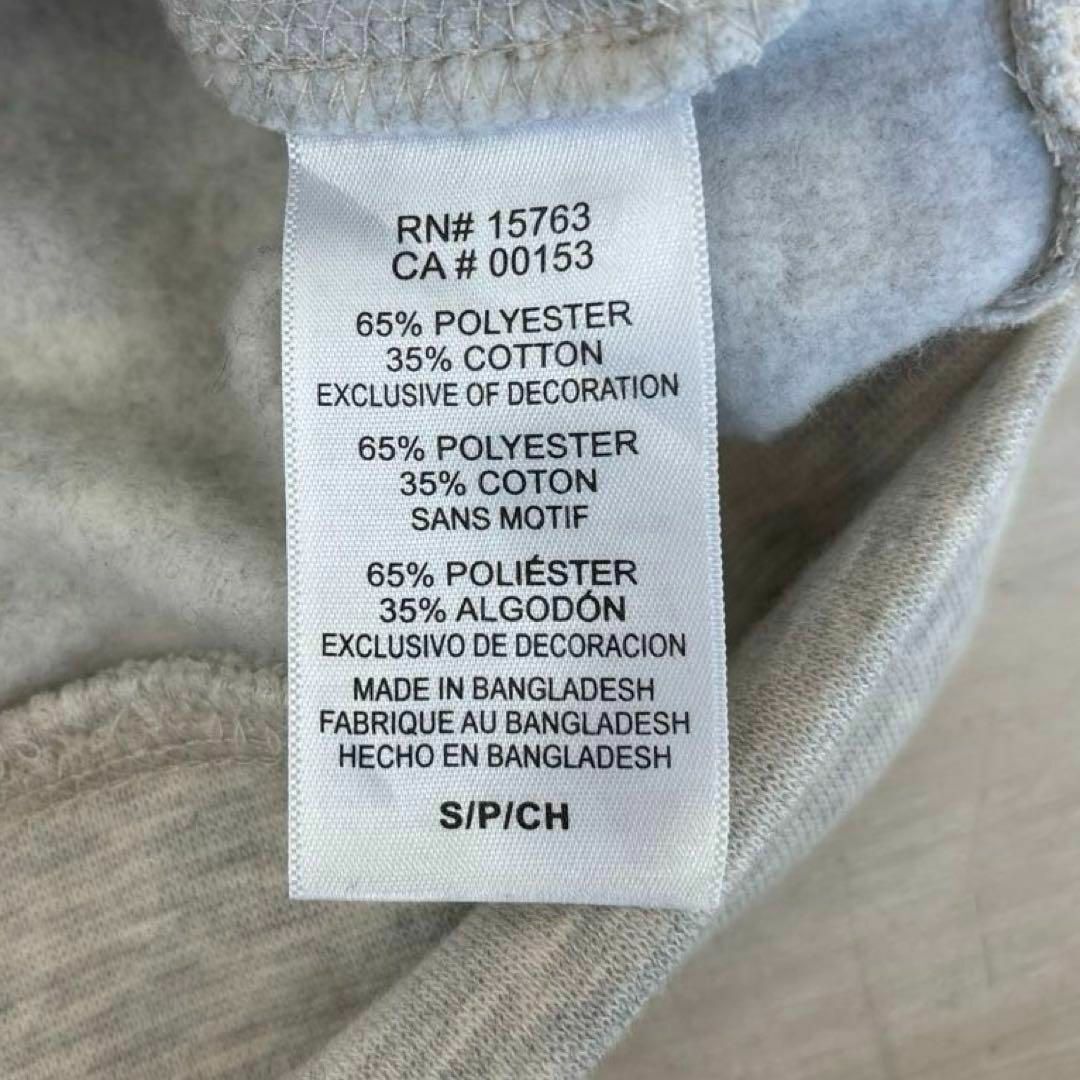 RN# 15763
CA # 00153
65% POLYESTER
35% COTTON
EXCLUSIVE OF DECORATION
65% POLYESTER
35% COTON
SANS MOTIF
65% POLIÉSTER
35% ALGODÓN
EXCLUSIVO DE DECORACION
MADE IN BANGLADESH
FABRIQUE AU BANGLADESH
HECHO EN BANGLADESH
S/P/CH